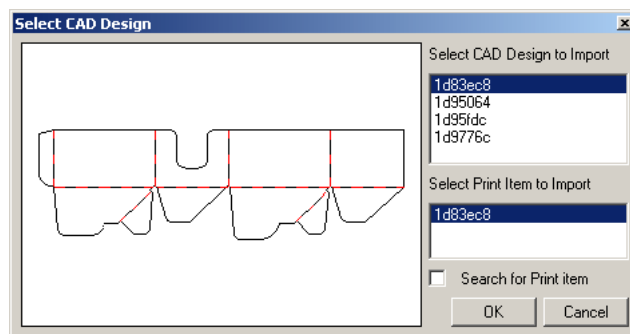 Select CAD Design
Select CAD Design to Import
1d83ec8
1d95064
1d95fdc
1d9776c
Select Print Item to Import
1d83ec8
Search for Print item
OK
Cancel